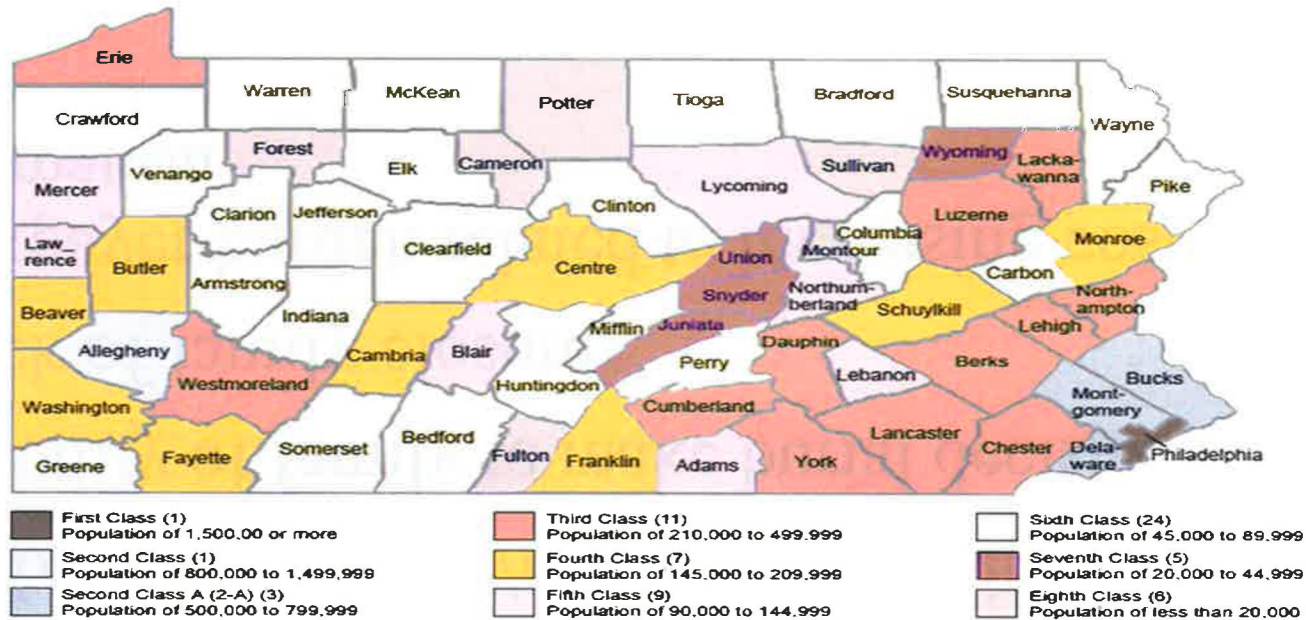 Erie
Warren
McKean
Potter
Tioga
Bradford
Susquehanna
Wayne
Crawford
Forest
Cameron
Elk
Sullivan
Wyoming
Lacka-
wanna
Pike
Mercer
Venango
Clarion
Jefferson
Clinton
Lycoming
Columbia
Montour
Luzerne
Monroe
Law_
rence
Butler
Armstrong
Clearfield
Centre
Union
Snyder
Northum-
berland
Carbon
North-
ampton
Beaver
Indiana
Mifflin
Juniata
Schuylkill
Lehigh
Allegheny
Cambria
Blair
Perry
Dauphin
Lebanon
Berks
Bucks
Westmoreland
Huntingdon
Mont-
gomery
Washington
Cumberland
Lancaster
Chester
Dela-
ware
Philadelphia
Greene
Fayette
Somerset
Bedford
Fulton
Franklin
Adams
York
First Class (1)
Population of 1,500,00 or more
Second Class (1)
Population of 800,000 to 1,499,999
Second Class A (2-A) (3)
Population of 500,000 to 799,999
Third Class (11)
Population of 210,000 to 499,999
Fourth Class (7)
Population of 145,000 to 209,999
Fifth Class (9)
Population of 90,000 to 144,999
Sixth Class (24)
Population of 45,000 to 89,999
Seventh Class (5)
Population of 20,000 to 44,999
Eighth Class (6)
Population of less than 20,000